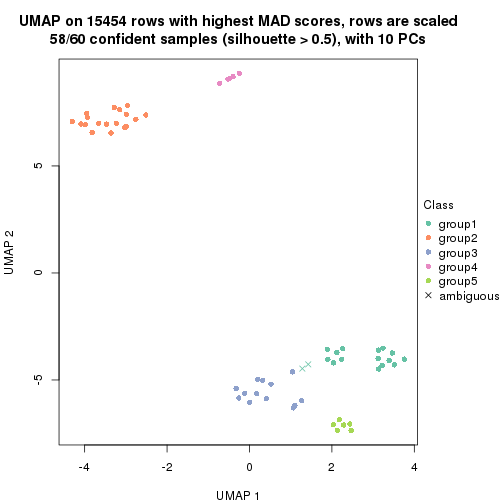 UMAP on 15454 rows with highest MAD scores, rows are scaled
58/60 confident samples (silhouette > 0.5), with 10 PCs
5
0
-5
UMAP 2
-4
-2
0
2
4
UMAP 1
Class
group1
group2
group3
group4
group5
ambiguous